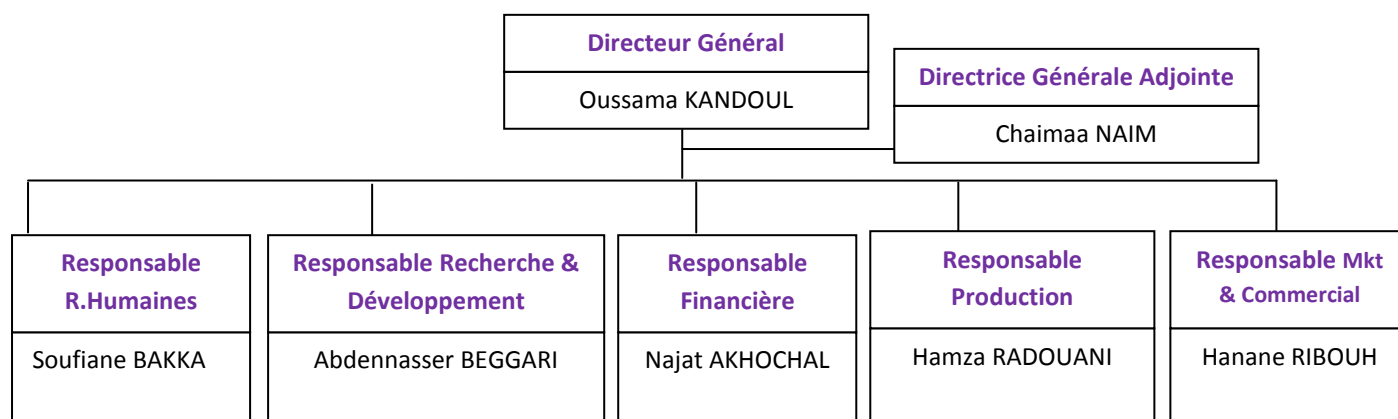 Directeur Général
Oussama KANDOUL
Directrice Générale Adjointe
Chaimaa NAIM
Responsable
R.Humaines
Soufiane BAKKA
Responsable Recherche &
Développement
Abdennasser BEGGARI
Responsable
Financière
Najat AKHOCHAL
Responsable
Production
Hamza RADOUANI
Responsable Mkt
& Commercial
Hanane RIBOUH